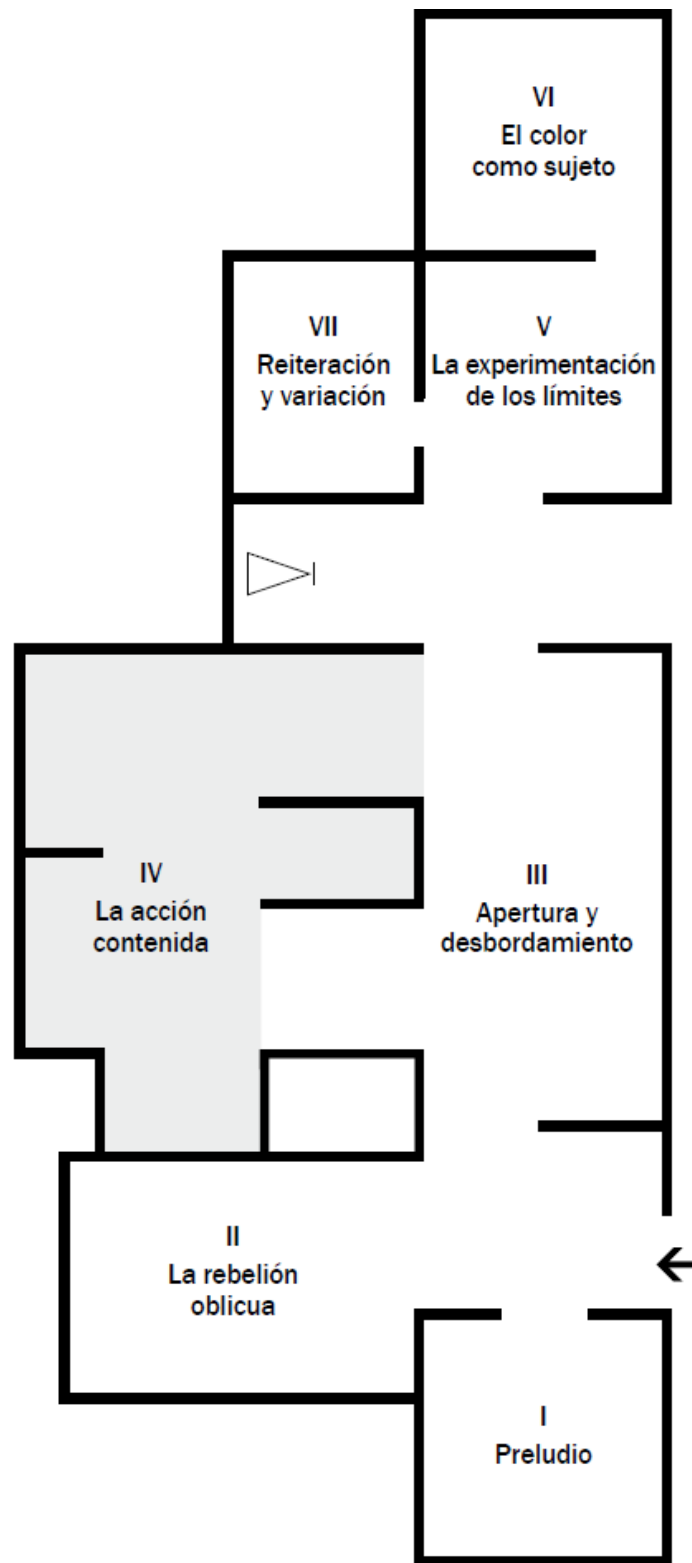 VI
El color
como sujeto
VII
Reiteración
y variación
V
La experimentación
de los límites
IV
La acción
contenida
III
Apertura y
desbordamiento
II
La rebelión
oblicua
I
Preludio